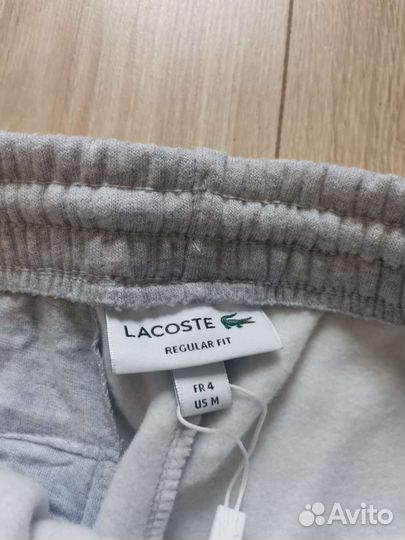 LACOSTE
REGULAR FIT
FR 4
US M
Avito